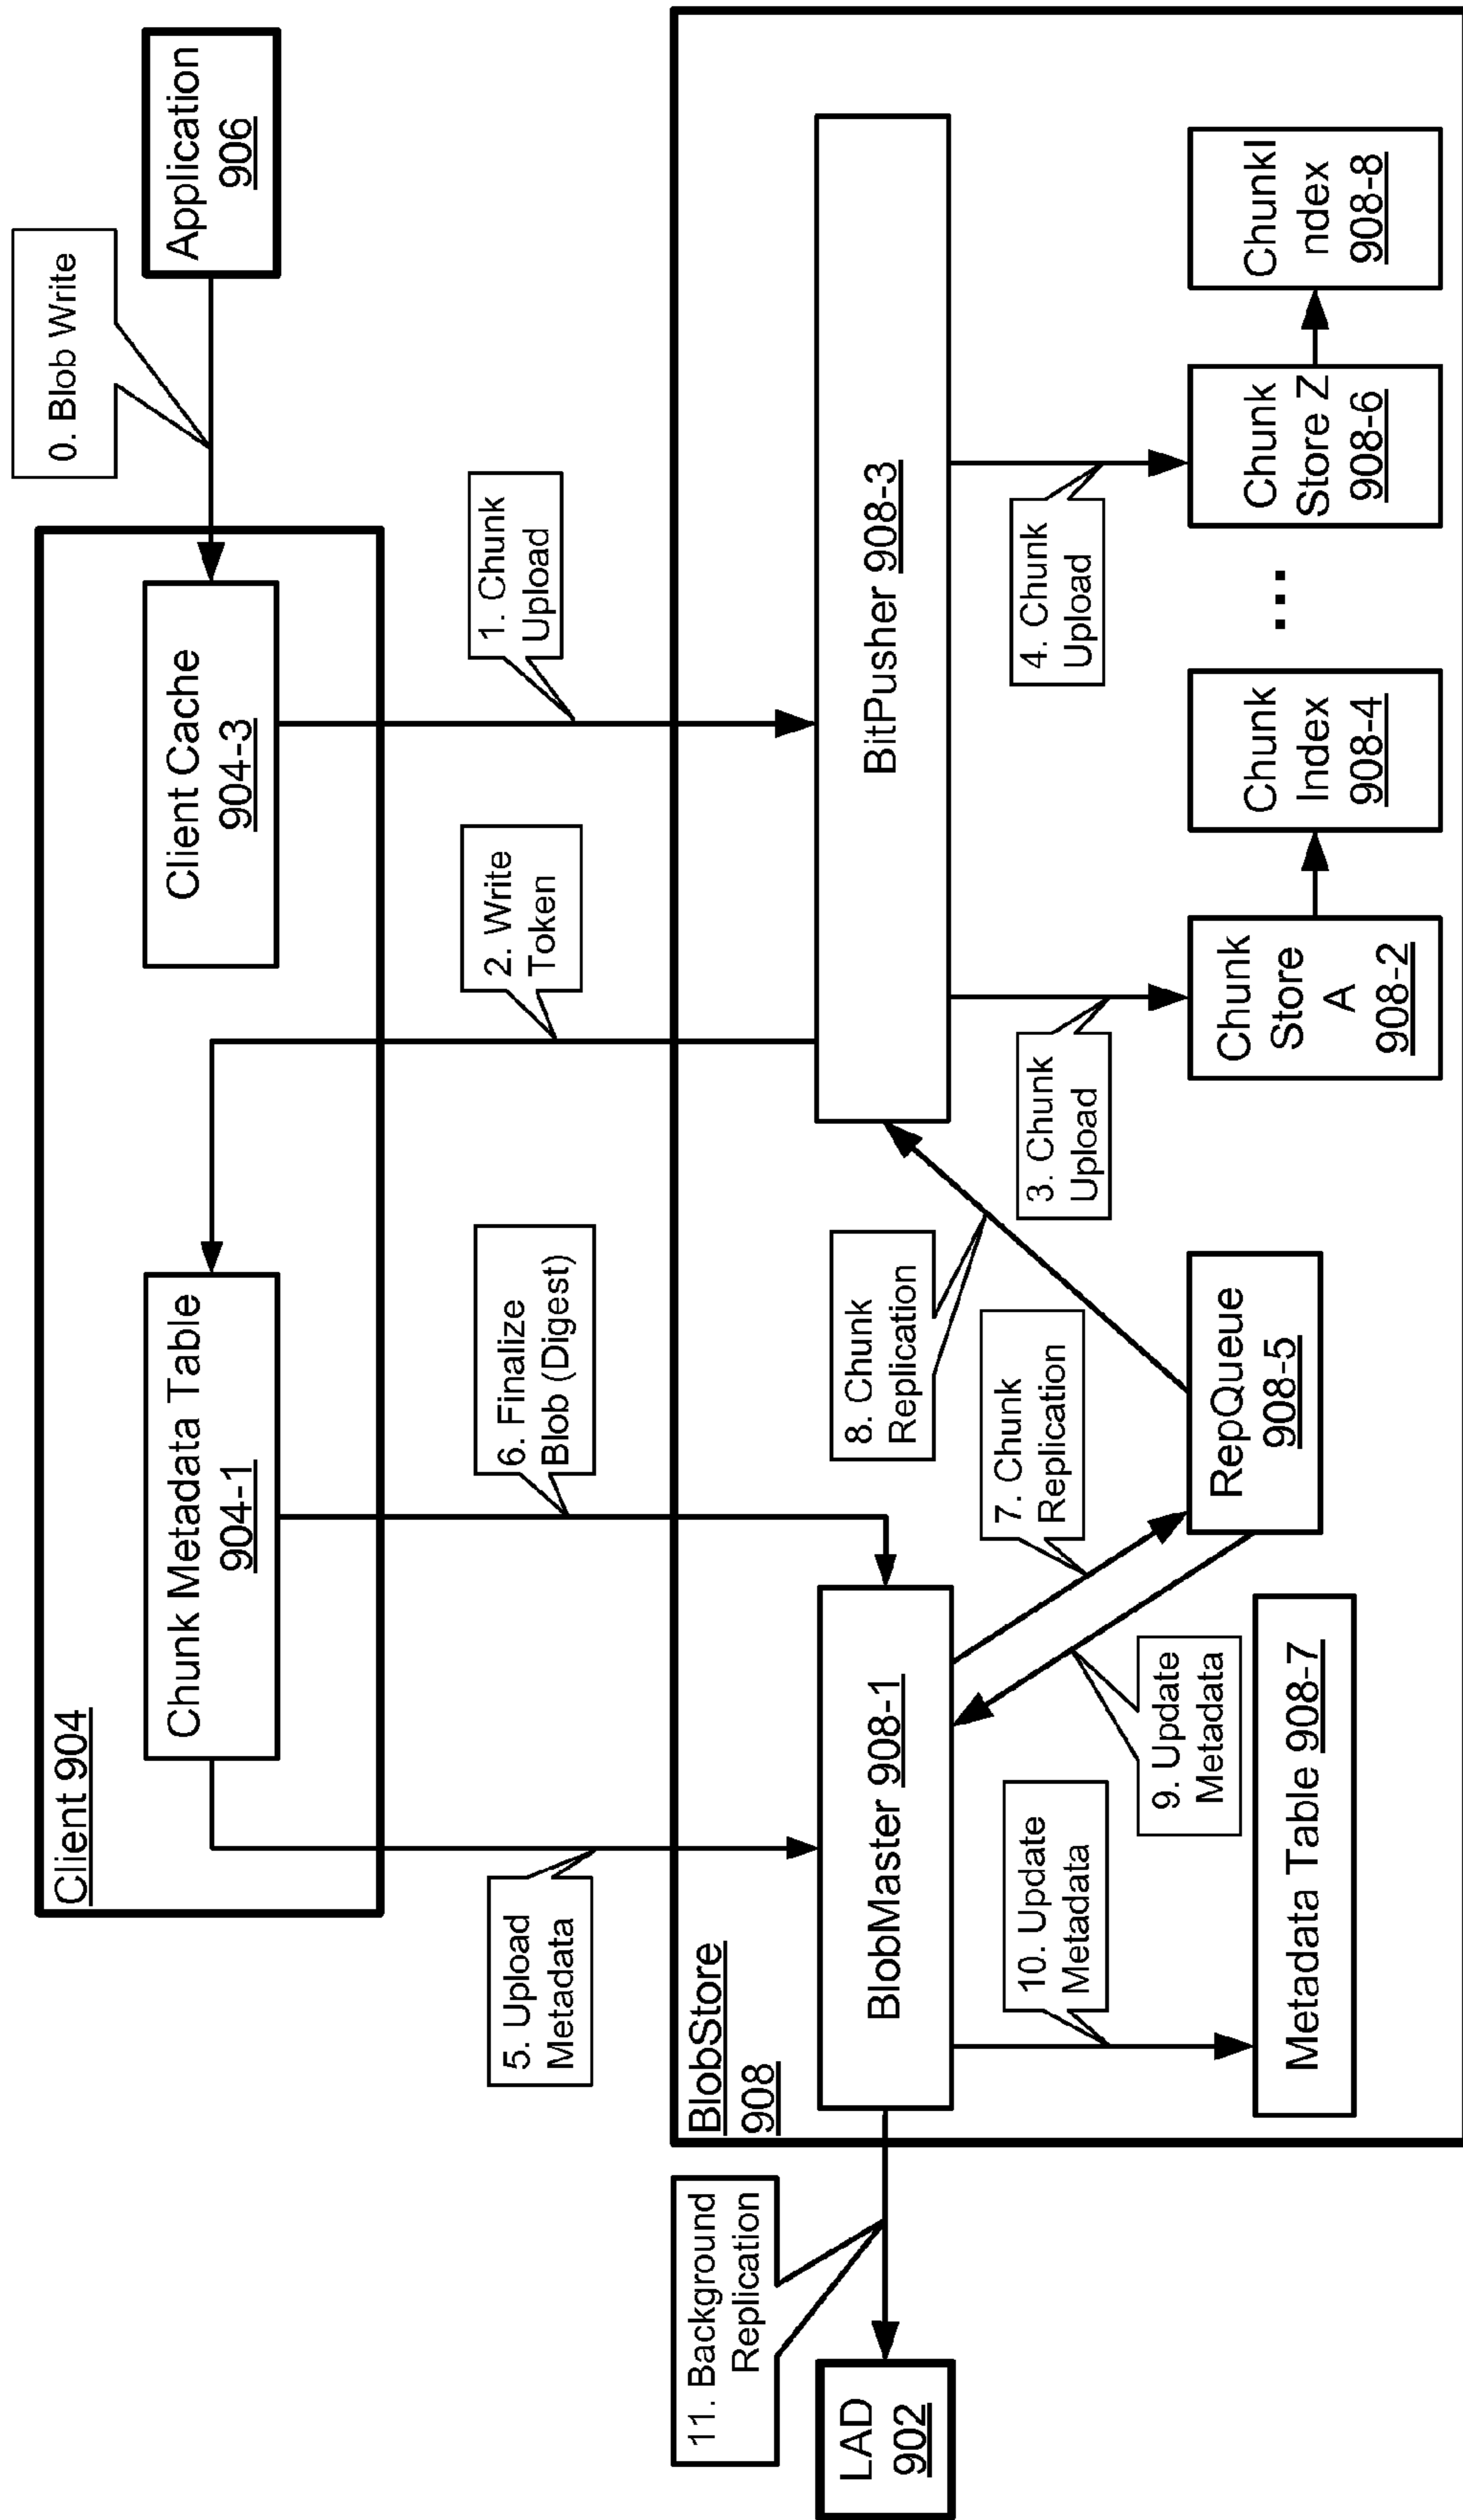 Client 904
Chunk Metadata Table
904-1
Client Cache
904-3
0. Blob Write
Application
906
5. Upload
Metadata
6. Finalize
Blob (Digest)
2. Write
Token
1. Chunk
Upload
11. Background
Replication
LAD
902
BlobStore
908
BlobMaster 908-1
BitPusher 908-3
10. Update
Metadata
9. Update
Metadata
7. Chunk
Replication
8. Chunk
Replication
3. Chunk
Upload
4. Chunk
Upload
Metadata Table 908-7
RepQueue
908-5
Chunk
Store
A
908-2
Chunk
Index
908-4
...
Chunk
Store Z
908-6
ChunkI
ndex
908-8